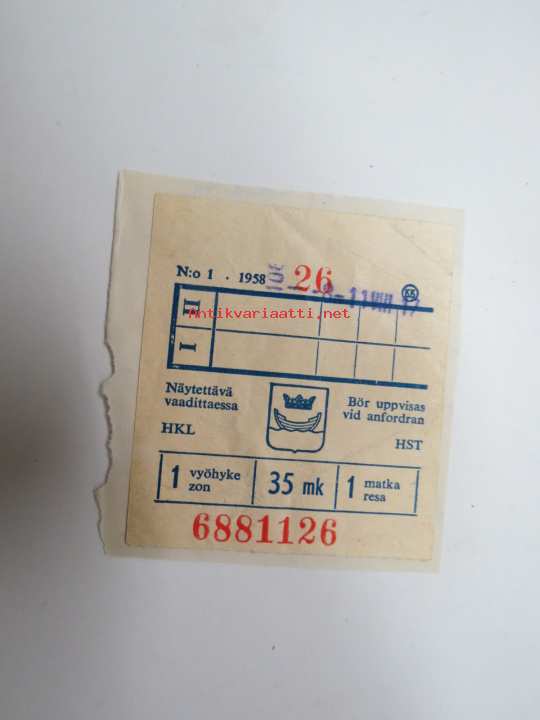 N:o 1 . 1958 26
Antikvariaatti.net
II
I
Näytettävä
vaadittaessa
HKL
Bör uppvisas
vid anfordran
HST
1 vyöhyke
zon
35 mk
1 matka
resa
6881126